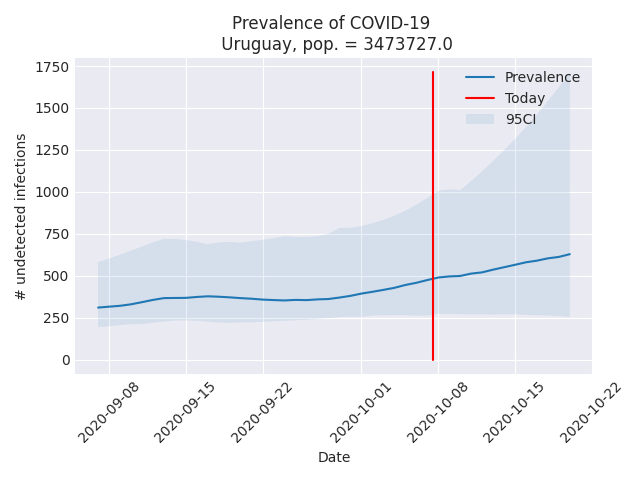 Prevalence of COVID-19
Uruguay, pop. = 3473727.0
# undetected infections
1750
1500
1250
1000
750
500
250
0
Prevalence
Today
95CI
2020-09-08
2020-09-15
2020-09-22
2020-10-01
2020-10-08
2020-10-15
2020-10-22
Date